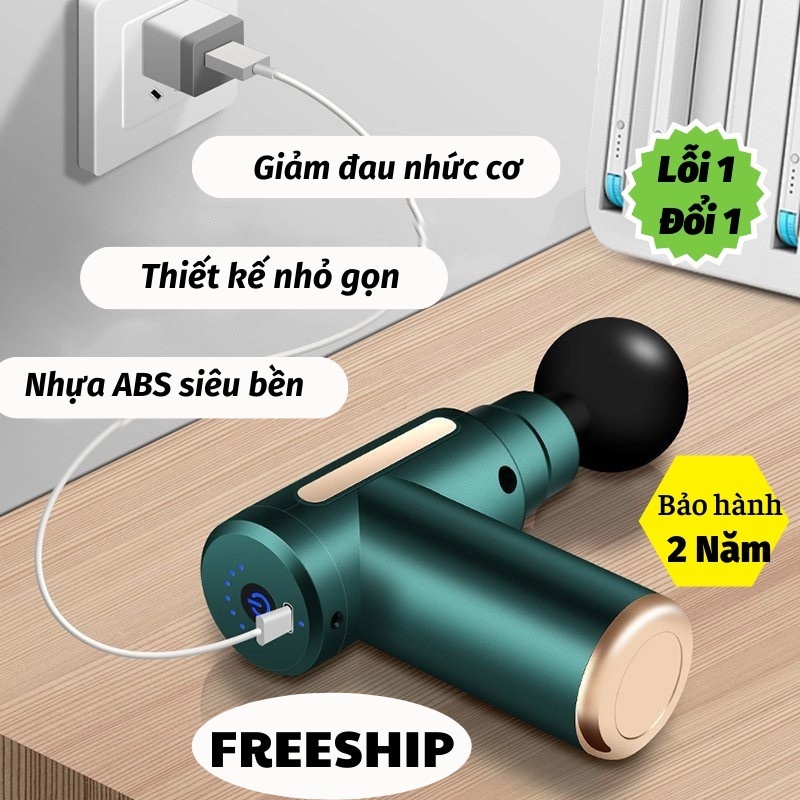 Giảm đau nhức cơ
Lỗi 1
Đổi 1
Thiết kế nhỏ gọn
Nhựa ABS siêu bền
Bảo hành
2 Năm
FREESHIP